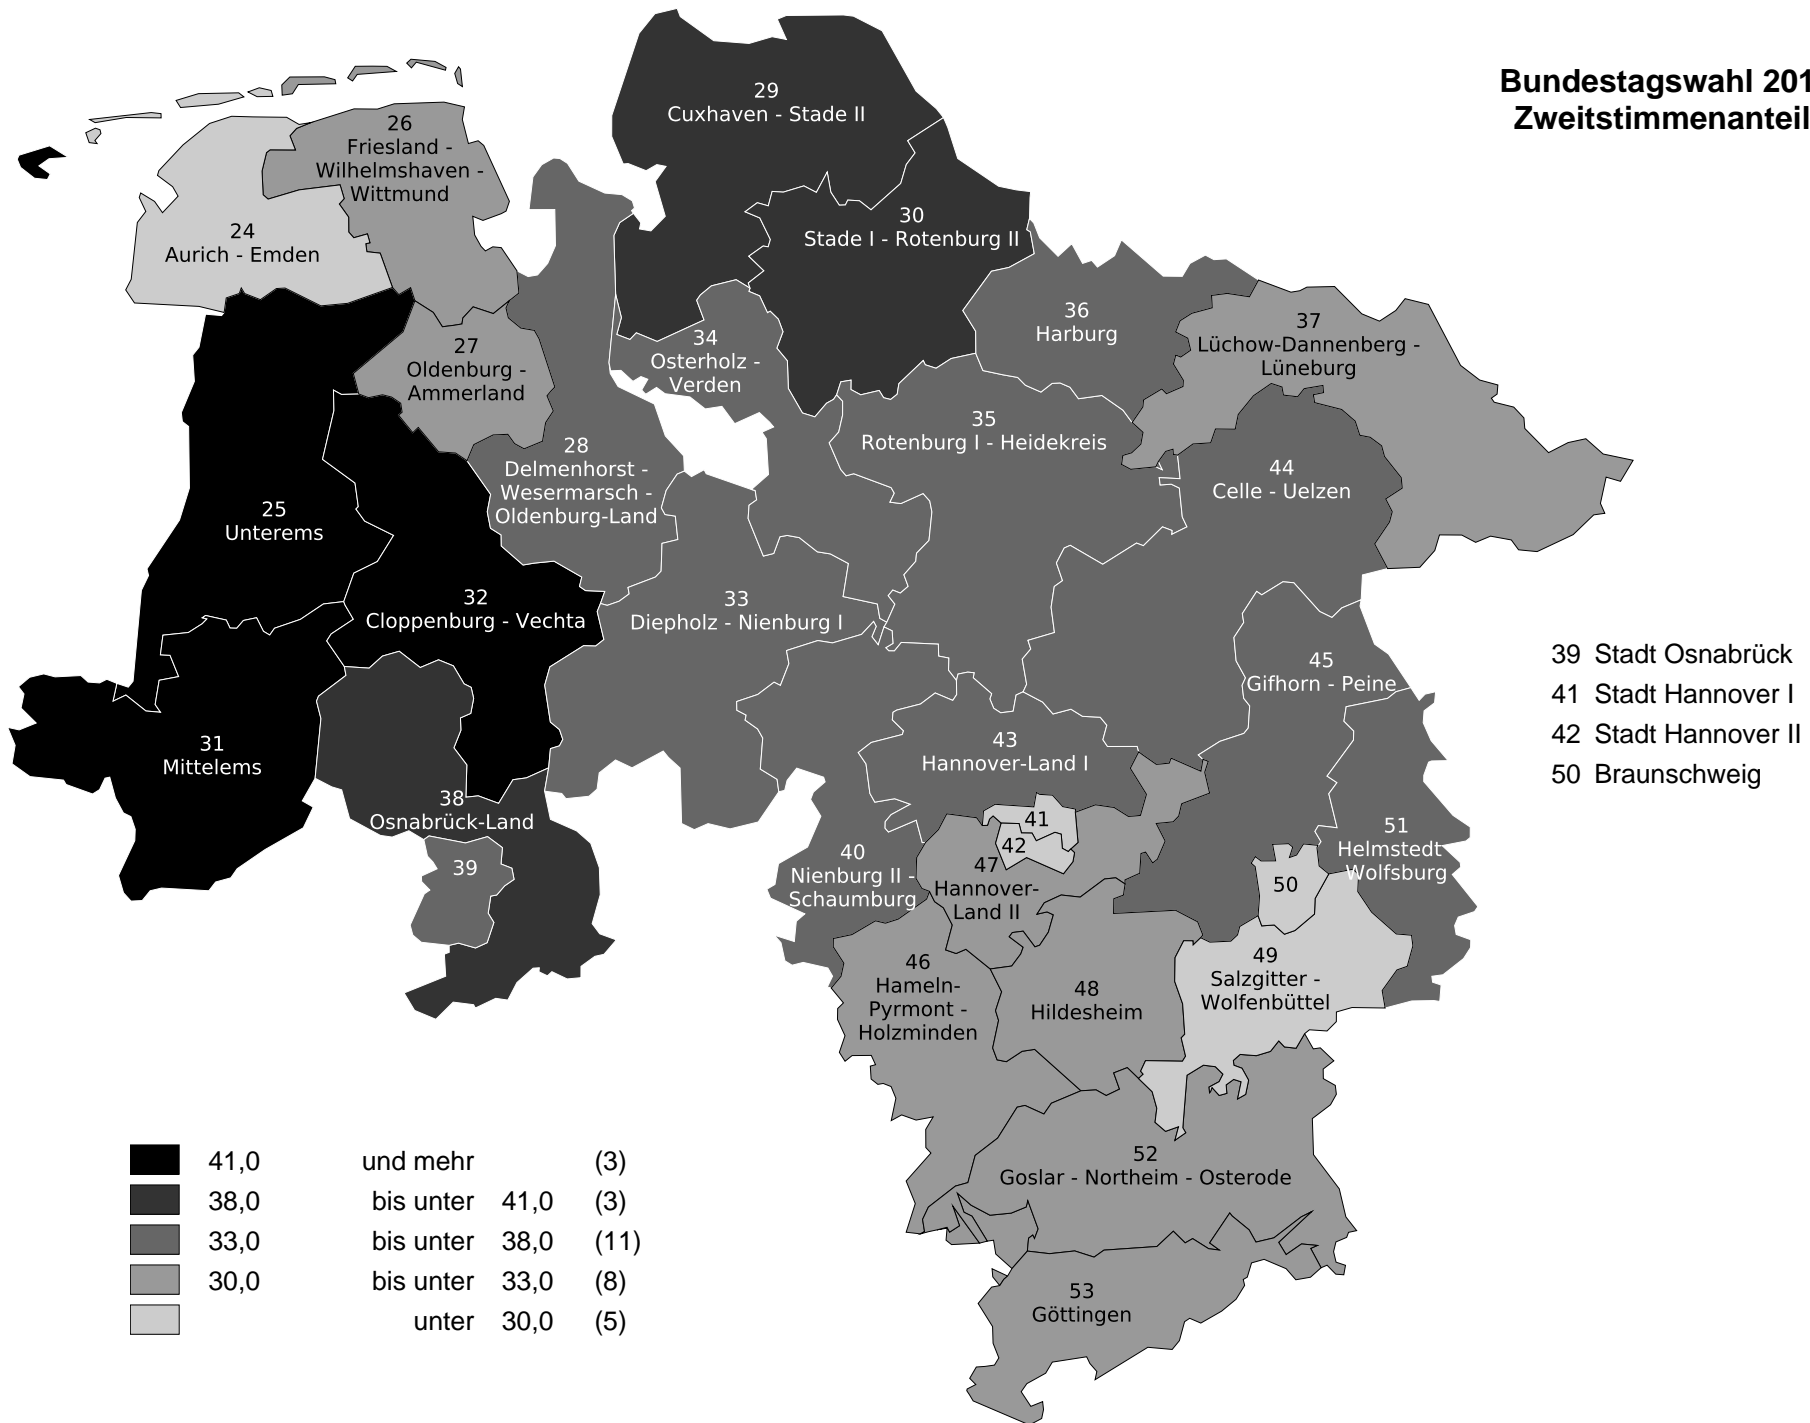 Bundestagswahl 201
Zweitstimmenanteil
29
Cuxhaven - Stade II
26
Friesland -
Wilhelmshaven -
Wittmund
24
Aurich - Emden
30
Stade I - Rotenburg II
36
Harburg
37
Lüchow-Dannenberg -
Lüneburg
34
Osterholz -
Verden
27
Oldenburg -
Ammerland
35
Rotenburg I - Heidekreis
28
Delmenhorst -
Wesermarsch -
Oldenburg-Land
44
Celle - Uelzen
25
Unterems
32
Cloppenburg - Vechta
33
Diepholz - Nienburg I
45
Gifhorn - Peine
39 Stadt Osnabrück
41 Stadt Hannover I
42 Stadt Hannover II
50 Braunschweig
31
Mittelems
43
Hannover-Land I
38
Osnabrück-Land
39
41
42
40
Nienburg II -
Schaumburg
47
Hannover-
Land II
51
Helmstedt
Wolfsburg
50
46
Hameln-
Pyrmont -
Holzminden
48
Hildesheim
49
Salzgitter -
Wolfenbüttel
52
Goslar - Northeim - Osterode
53
Göttingen
41,0 und mehr (3)
38,0 bis unter 41,0 (3)
33,0 bis unter 38,0 (11)
30,0 bis unter 33,0 (8)
unter 30,0 (5)